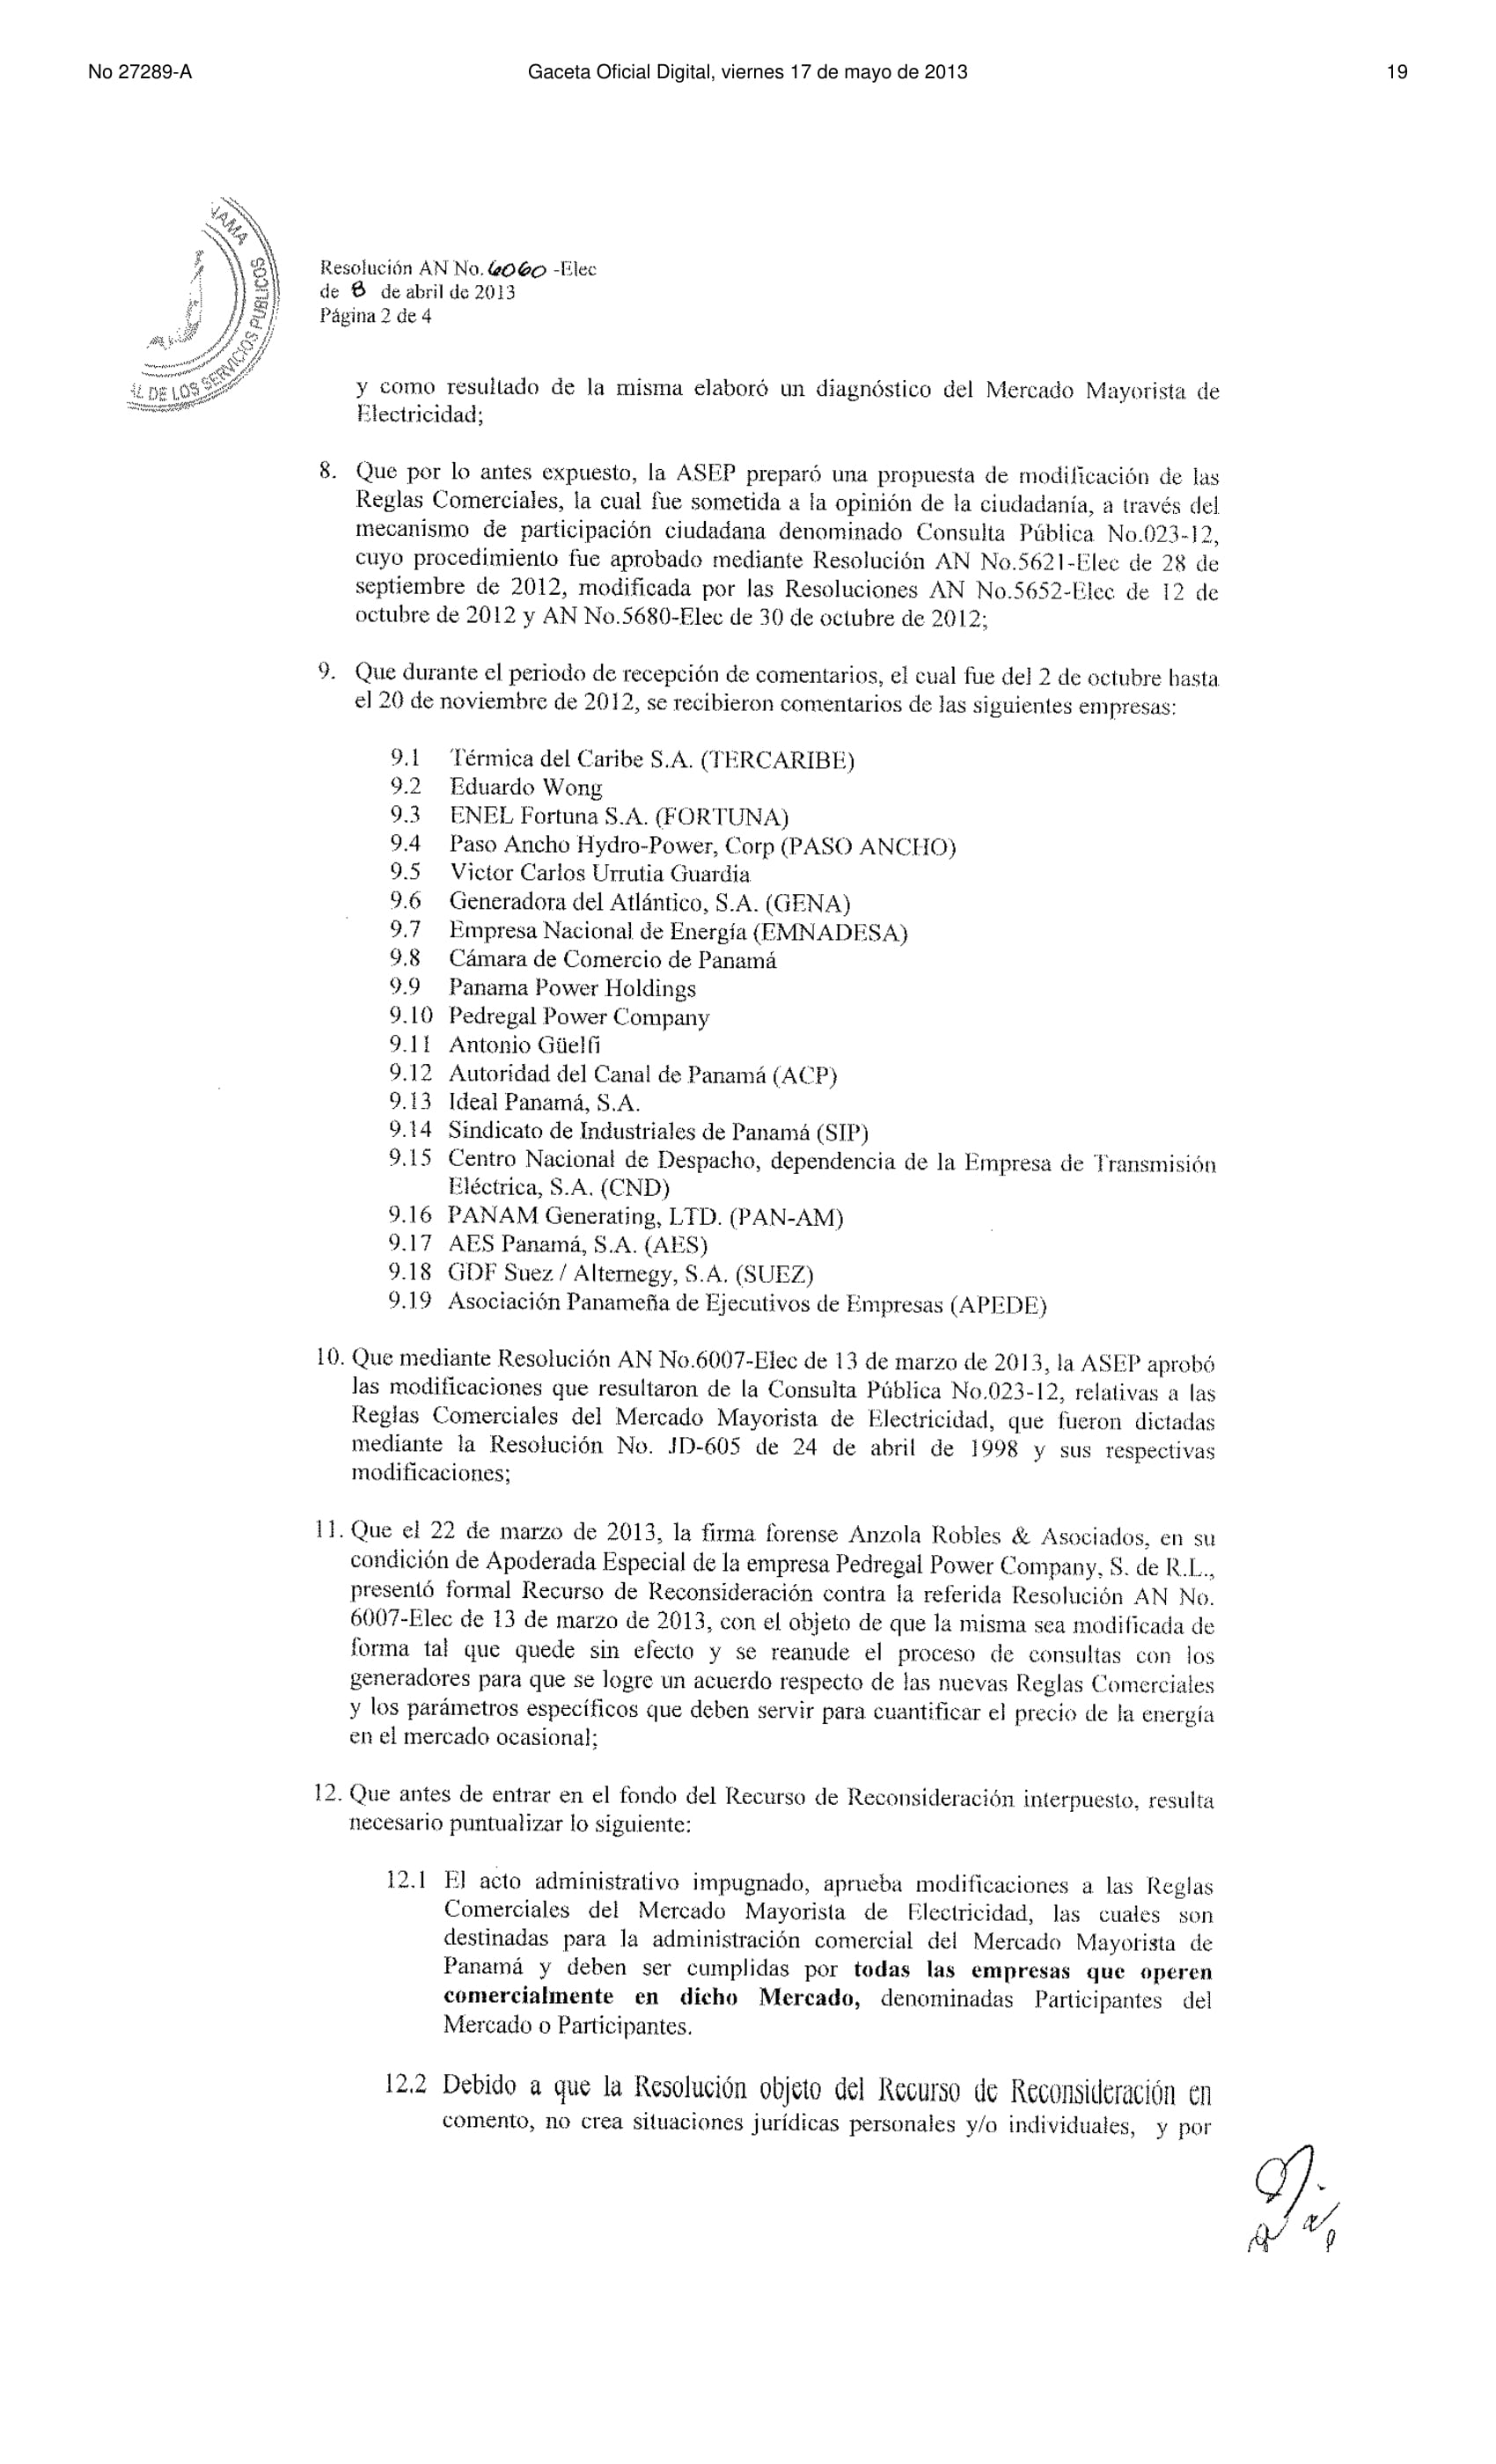 No 27289-A
Gaceta Oficial Digital, viernes 17 de mayo de 2013
19
NAMA
AL DE LOS SERVICIOS PUBLICOS
Resolución AN No. 6060 -Elec
de 8 de abril de 2013
Página 2 de 4
y como resultado de la misma elaboró un diagnóstico del Mercado Mayorista de
Electricidad;
8. Que por lo antes expuesto, la ASEP preparó una propuesta de modificación de las
Reglas Comerciales, la cual fue sometida a la opinión de la ciudadanía, a través del
mecanismo de participación ciudadana denominado Consulta Pública No.023-12,
cuyo procedimiento fue aprobado mediante Resolución AN No.5621-Elec de 28 de
septiembre de 2012, modificada por las Resoluciones AN No.5652-Elec de 12 de
octubre de 2012 y AN No.5680-Elec de 30 de octubre de 2012;
9. Que durante el periodo de recepción de comentarios, el cual fue del 2 de octubre hasta
el 20 de noviembre de 2012, se recibieron comentarios de las siguientes empresas:
9.1 Térmica del Caribe S.A. (TERCARIBE)
9.2 Eduardo Wong
9.3 ENEL Fortuna S.A. (FORTUNA)
9.4 Paso Ancho Hydro-Power, Corp (PASO ANCHO)
9.5 Victor Carlos Urrutia Guardia
9.6 Generadora del Atlántico, S.A. (GENA)
9.7 Empresa Nacional de Energía (EMNADESA)
9.8 Cámara de Comercio de Panamá
9.9 Panama Power Holdings
9.10 Pedregal Power Company
9.11 Antonio Güelfi
9.12 Autoridad del Canal de Panamá (ACP)
9.13 Ideal Panamá, S.A.
9.14 Sindicato de Industriales de Panamá (SIP)
9.15 Centro Nacional de Despacho, dependencia de la Empresa de Transmisión
Eléctrica, S.A. (CND)
9.16 PANAM Generating, LTD. (PAN-AM)
9.17 AES Panamá, S.A. (AES)
9.18 GDF Suez / Alternegy, S.A. (SUEZ)
9.19 Asociación Panameña de Ejecutivos de Empresas (APEDE)
10. Que mediante Resolución AN No.6007-Elec de 13 de marzo de 2013, la ASEP aprobó
las modificaciones que resultaron de la Consulta Pública No.023-12, relativas a las
Reglas Comerciales del Mercado Mayorista de Electricidad, que fueron dictadas
mediante la Resolución No. JD-605 de 24 de abril de 1998 y sus respectivas
modificaciones;
11. Que el 22 de marzo de 2013, la firma forense Anzola Robles & Asociados, en su
condición de Apoderada Especial de la empresa Pedregal Power Company, S. de R.L.,
presentó formal Recurso de Reconsideración contra la referida Resolución AN No.
6007-Elec de 13 de marzo de 2013, con el objeto de que la misma sea modificada de
forma tal que quede sin efecto y se reanude el proceso de consultas con los
generadores para que se logre un acuerdo respecto de las nuevas Reglas Comerciales
y los parámetros específicos que deben servir para cuantificar el precio de la energía
en el mercado ocasional;
12. Que antes de entrar en el fondo del Recurso de Reconsideración interpuesto, resulta
necesario puntualizar lo siguiente:
12.1 El acto administrativo impugnado, aprueba modificaciones a las Reglas
Comerciales del Mercado Mayorista de Electricidad, las cuales son
destinadas para la administración comercial del Mercado Mayorista de
Panamá y deben ser cumplidas por todas las empresas que operen
comercialmente en dicho Mercado, denominadas Participantes del
Mercado o Participantes.
12.2 Debido a que la Resolución objeto del Recurso de Reconsideración en
comento, no crea situaciones jurídicas personales y/o individuales, y por